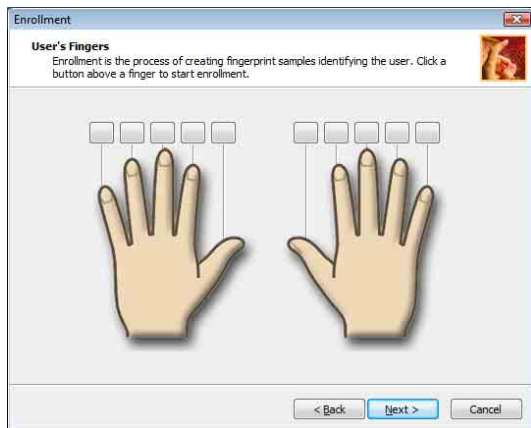 Enrollment
User's Fingers
Enrollment is the process of creating fingerprint samples identifying the user. Click a
button above a finger to start enrollment.
< Back
Next >
Cancel